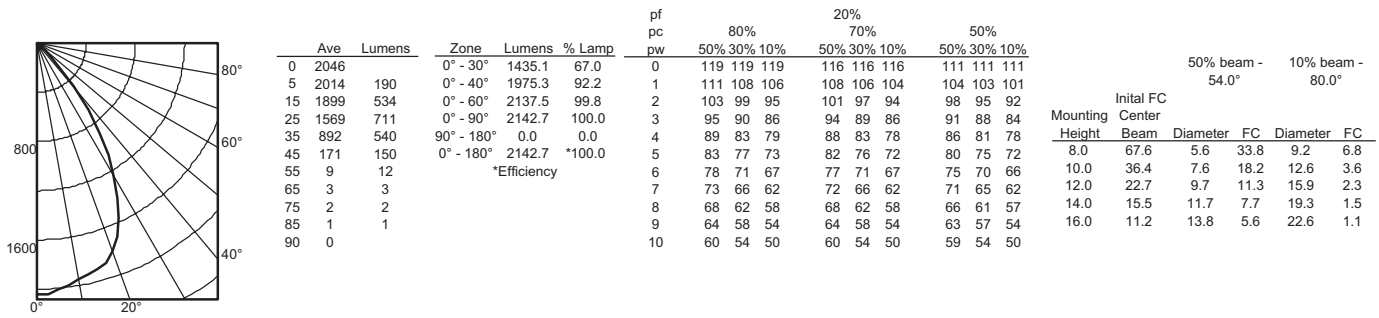 800
1600
80°
60°
40°
0° 20°
Ave Lumens
0 2046
5 2014 190
15 1899 534
25 1569 711
35 892 540
45 171 150
55 9 12
65 3 3
75 2 2
85 1 1
90 0
Zone Lumens % Lamp
0° - 30° 1435.1 67.0
0° - 40° 1975.3 92.2
0° - 60° 2137.5 99.8
0° - 90° 2142.7 100.0
90° - 180° 0.0 0.0
0° - 180° 2142.7 *100.0
*Efficiency
pf 20%
pc 80% 70% 50%
pw 50% 30% 10% 50% 30% 10% 50% 30% 10%
0 119 119 119 116 116 116 111 111 111
1 111 108 106 108 106 104 104 103 101
2 103 99 95 101 97 94 98 95 92
3 95 90 86 94 89 86 91 88 84
4 89 83 79 88 83 78 86 81 78
5 83 77 73 82 76 72 80 75 72
6 78 71 67 77 71 67 75 70 66
7 73 66 62 72 66 62 71 65 62
8 68 62 58 68 62 58 66 61 57
9 64 58 54 64 58 54 63 57 54
10 60 54 50 60 54 50 59 54 50
50% beam - 10% beam -
54.0° 80.0°
Inital FC
Mounting Center
Height Beam Diameter FC Diameter FC
8.0 67.6 5.6 33.8 9.2 6.8
10.0 36.4 7.6 18.2 12.6 3.6
12.0 22.7 9.7 11.3 15.9 2.3
14.0 15.5 11.7 7.7 19.3 1.5
16.0 11.2 13.8 5.6 22.6 1.1